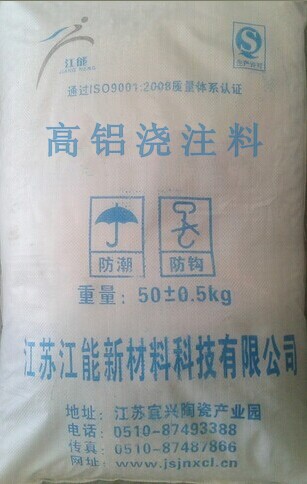 江能
JIANG NENG
通过ISO9001:2008质量体系认证
高铝浇注料
防潮 防钩
重量: 50±0.5kg
江苏江能新材料科技有限公司
地址: 江苏宜兴陶瓷产业园
电话: 0510-87493388
传真: 0510-87487866
网址: www.jsjnxcl.cn